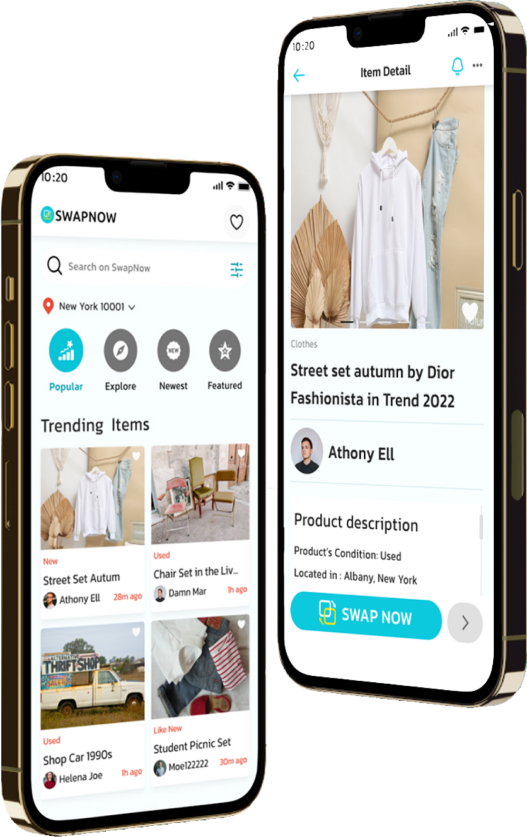 10:20
SWAPNOW
Search on SwapNow
New York 10001
Popular
Explore
NEW
Newest
Featured
Trending Items
New
Street Set Autum
Athony Ell
28m ago
Used
Chair Set in the Liv...
Damn Mar
1h ago
THRIFT SHOP
Used
Shop Car 1990s
Helena Joe
1h ago
Like New
Student Picnic Set
Moe122222
30m ago
10:20
Item Detail
Clothes
Street set autumn by Dior
Fashionista in Trend 2022
Athony Ell
Product description
Product's Condition: Used
Located in : Albany, New York
SWAP NOW